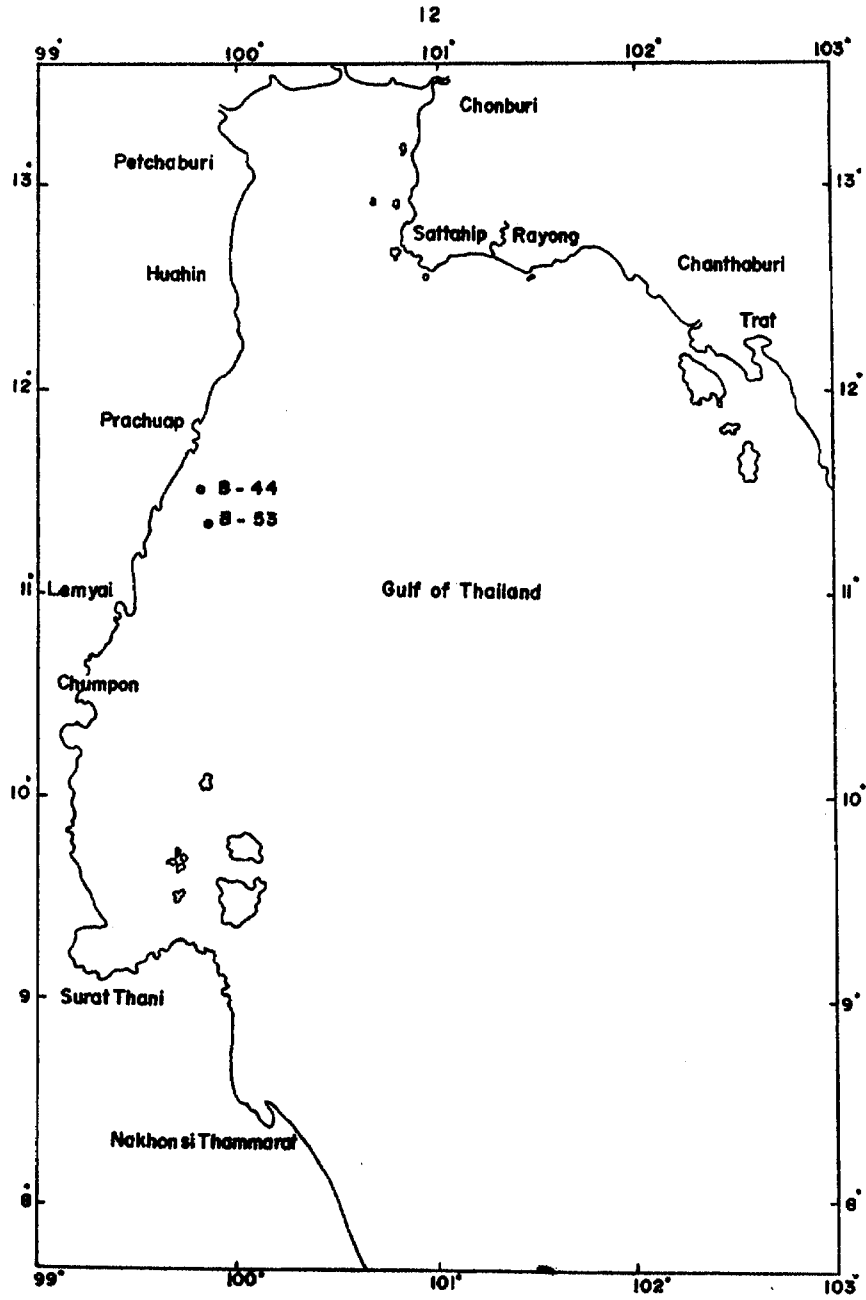 12
99° 100° 101° 102° 103°
Chonburi
Petchaburi
13° 13°
Sattahip Rayong
Chanthaburi
Huahin
Trat
12° 12°
Prachuap
B-44
B-53
11° Lemyai Gulf of Thailand 11°
Chumpon
10° 10°
9° Surat Thani 9°
Nakhon si Thammarat
8° 8°
99° 100° 101° 102° 103°